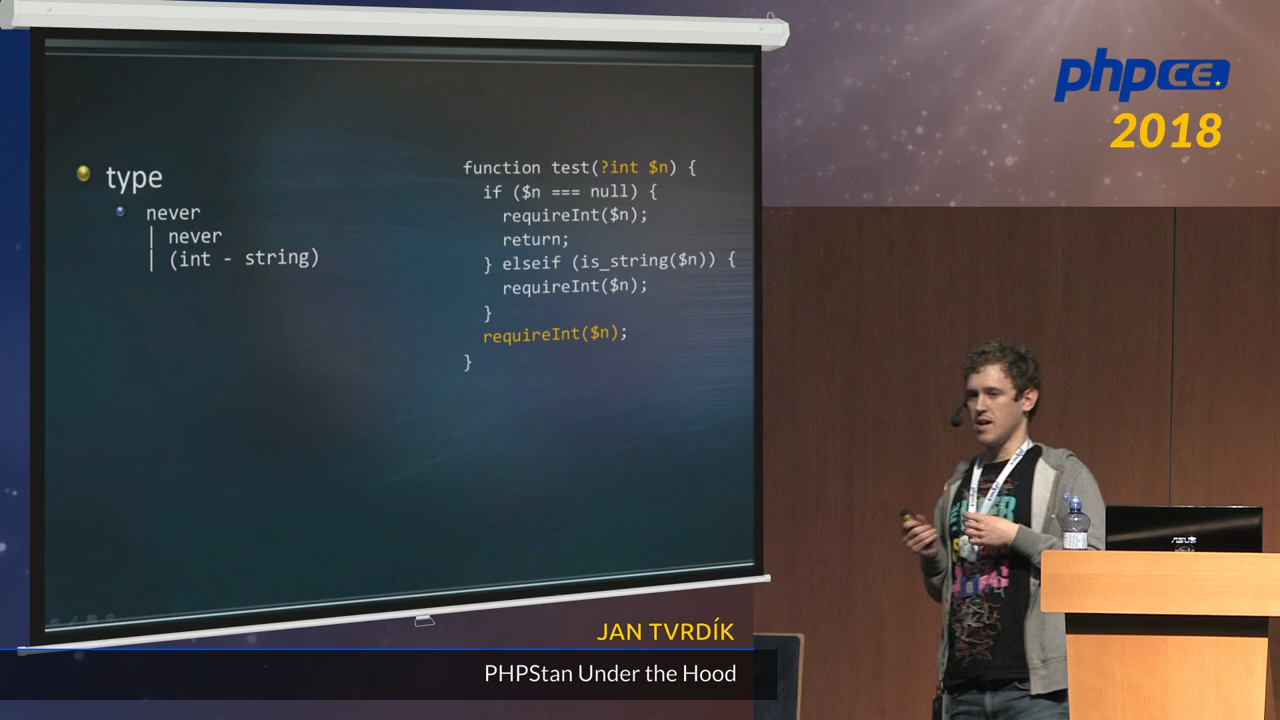 type
never
| never
| (int - string)
function test(?int $n) {
if ($n === null) {
requireInt($n);
return;
} elseif (is_string($n)) {
requireInt($n);
}
requireInt($n);
}
phpce
2018
ASUS
JAN TVRDÍK
PHPStan Under the Hood